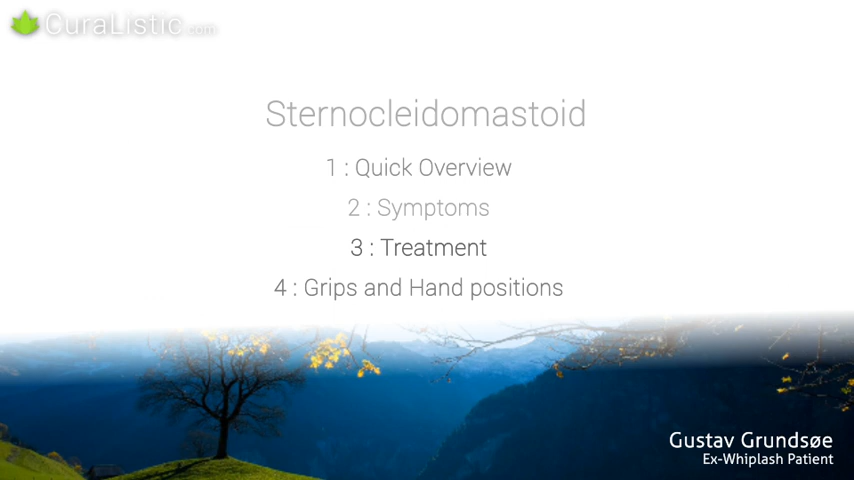 CuraListic.com
Sternocleidomastoid
1 : Quick Overview
2 : Symptoms
3 : Treatment
4 : Grips and Hand positions
Gustav Grundsøe
Ex-Whiplash Patient